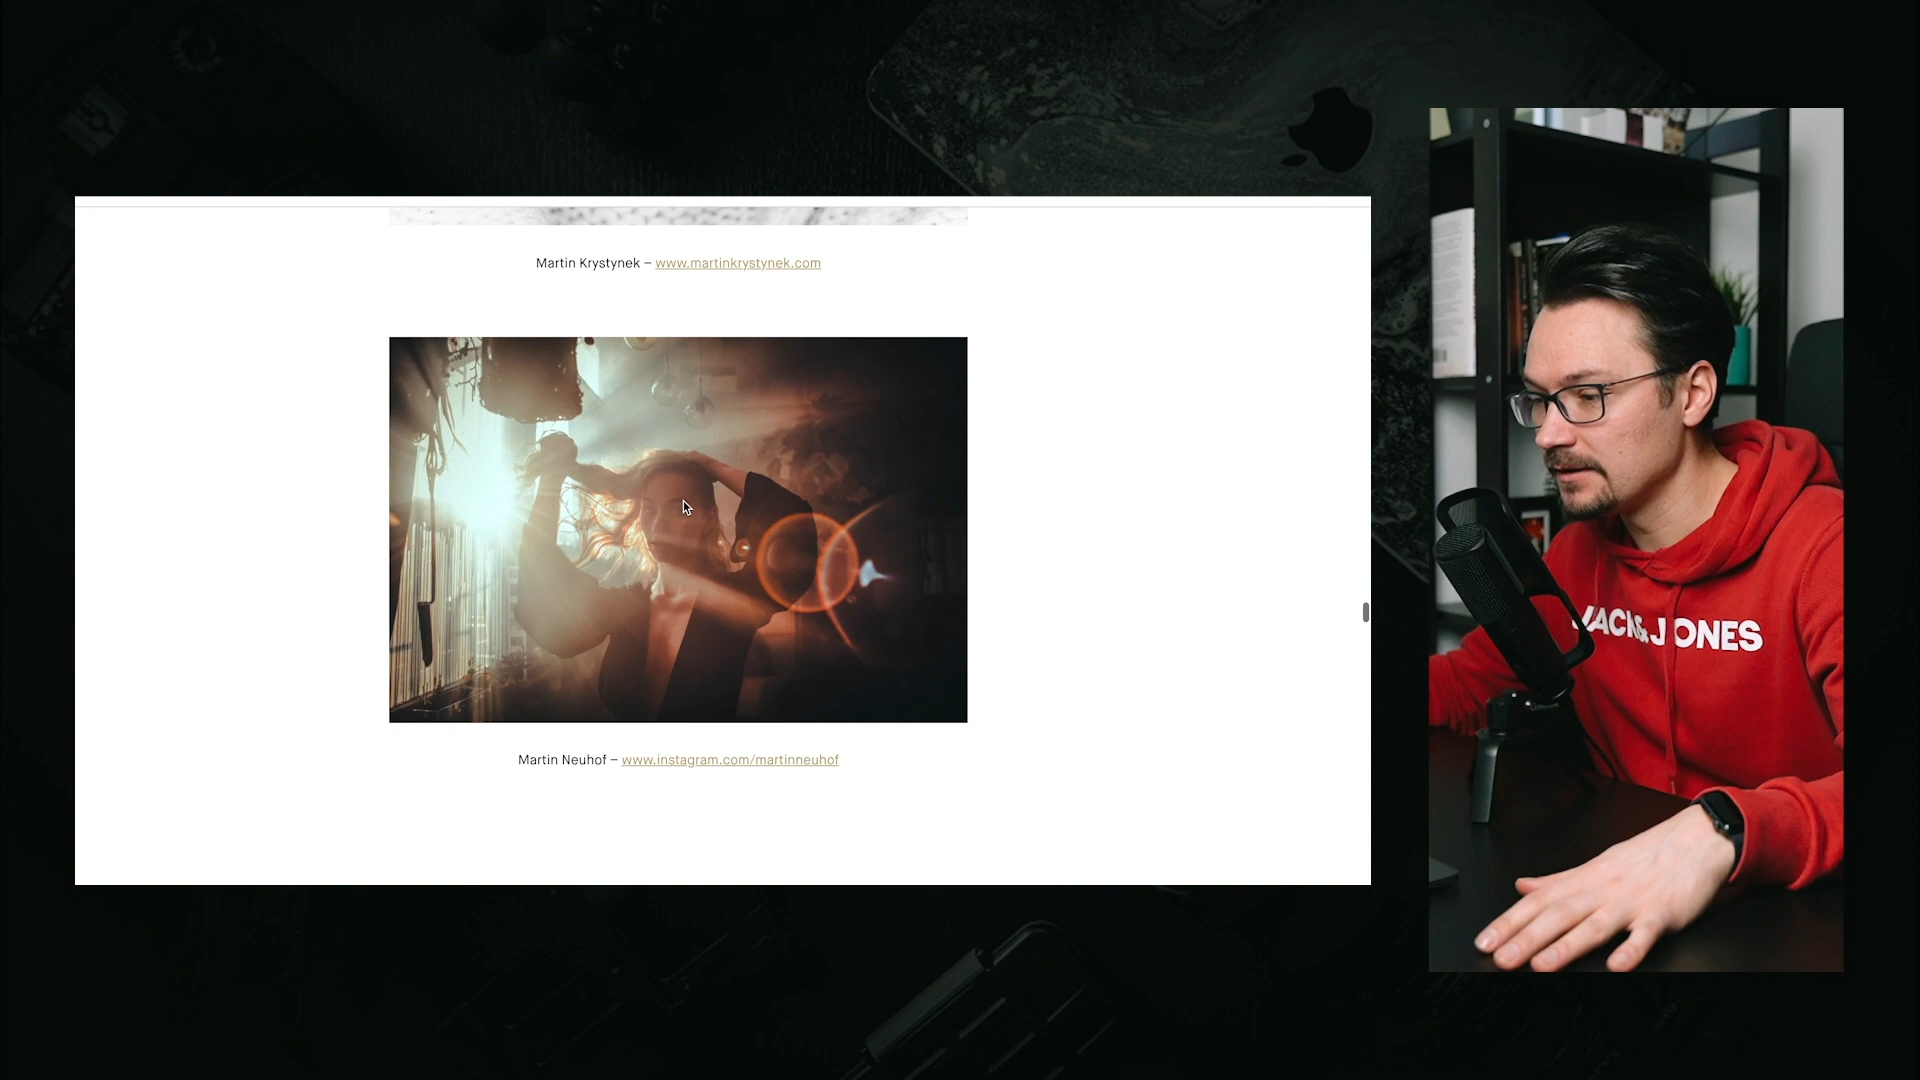 Martin Krystynek – www.martinkrystynek.com
Martin Neuhof – www.instagram.com/martinneuhof
JACK&JONES